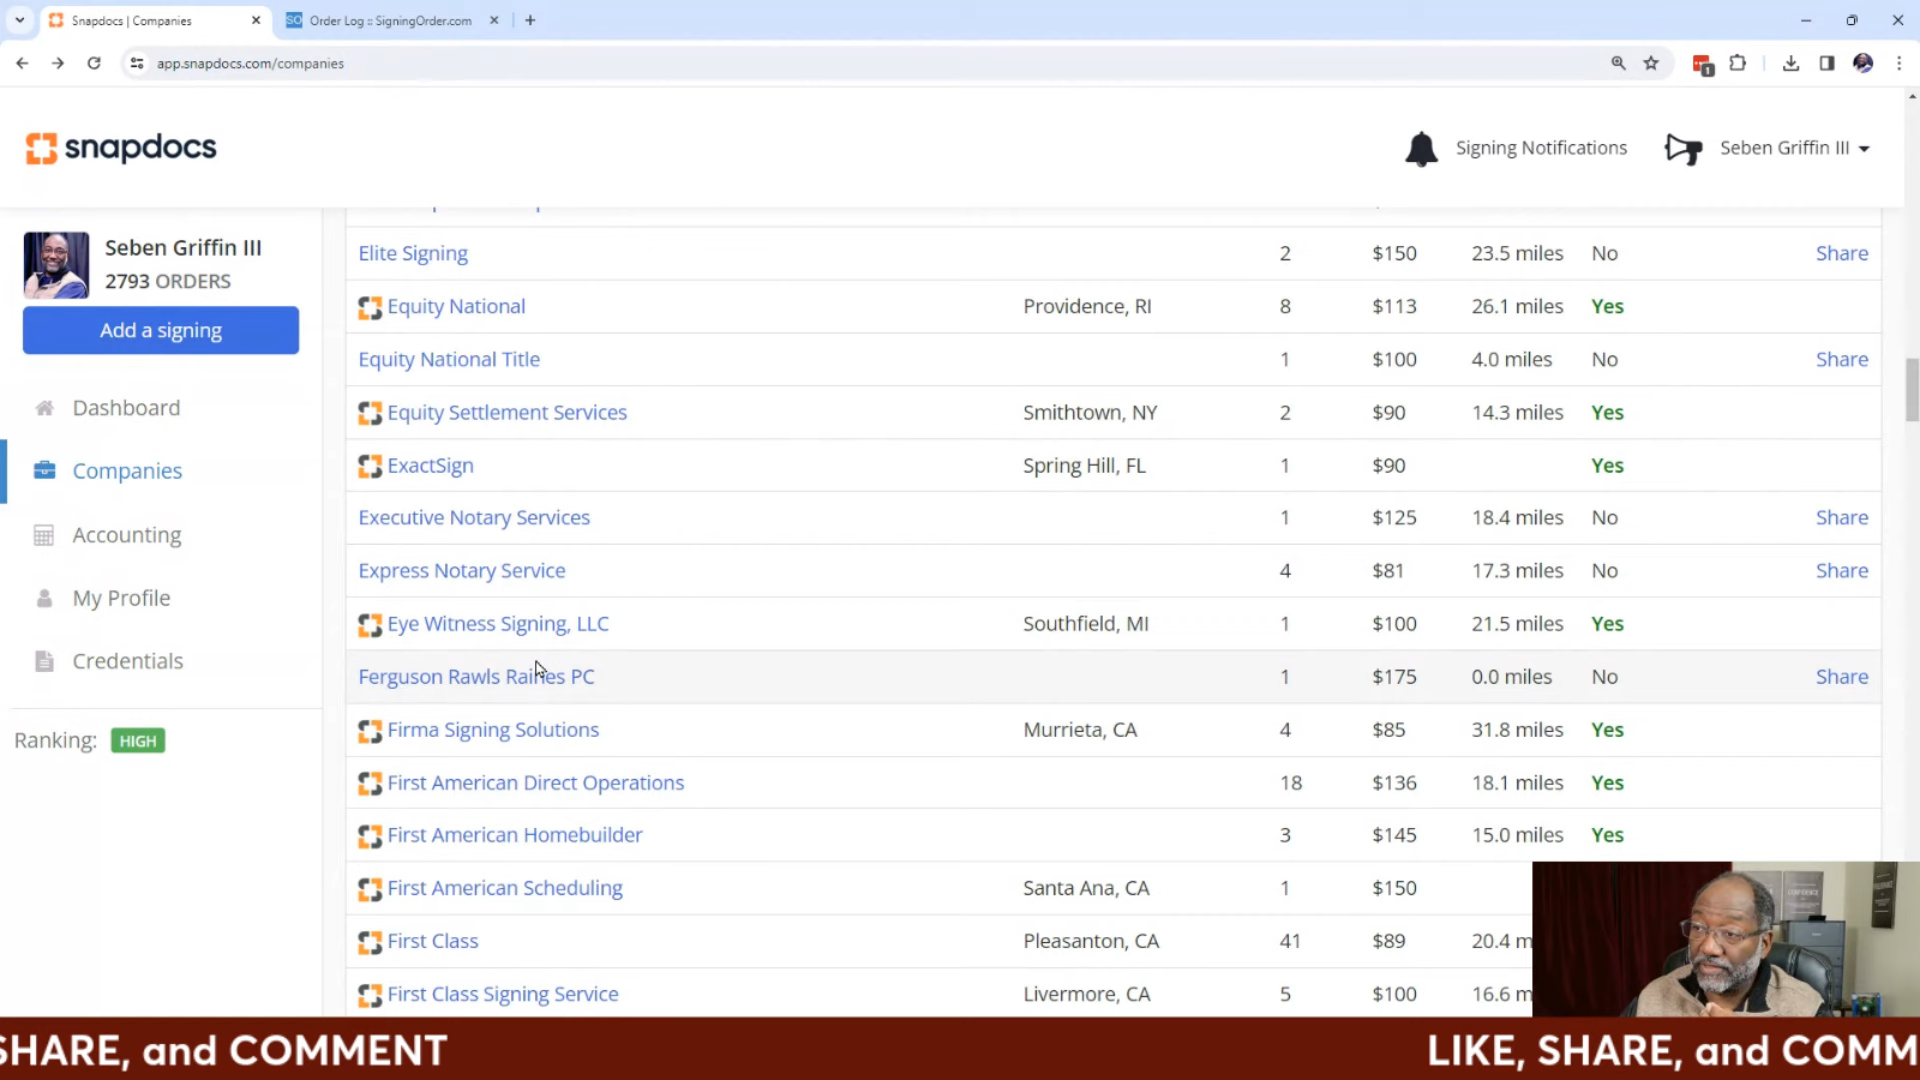 Snapdocs | Companies
Order Log :: SigningOrder.com
app.snapdocs.com/companies
snapdocs
Signing Notifications
Seben Griffin III
Seben Griffin III
2793 ORDERS
Add a signing
Dashboard
Companies
Accounting
My Profile
Credentials
Ranking: HIGH
Elite Signing 2 $150 23.5 miles No Share
Equity National Providence, RI 8 $113 26.1 miles Yes
Equity National Title 1 $100 4.0 miles No Share
Equity Settlement Services Smithtown, NY 2 $90 14.3 miles Yes
ExactSign Spring Hill, FL 1 $90 Yes
Executive Notary Services 1 $125 18.4 miles No Share
Express Notary Service 4 $81 17.3 miles No Share
Eye Witness Signing, LLC Southfield, MI 1 $100 21.5 miles Yes
Ferguson Rawls Raines PC 1 $175 0.0 miles No Share
Firma Signing Solutions Murrieta, CA 4 $85 31.8 miles Yes
First American Direct Operations 18 $136 18.1 miles Yes
First American Homebuilder 3 $145 15.0 miles Yes
First American Scheduling Santa Ana, CA 1 $150
First Class Pleasanton, CA 41 $89 20.4 m
First Class Signing Service Livermore, CA 5 $100 16.6 m
SHARE, and COMMENT LIKE, SHARE, and COMM